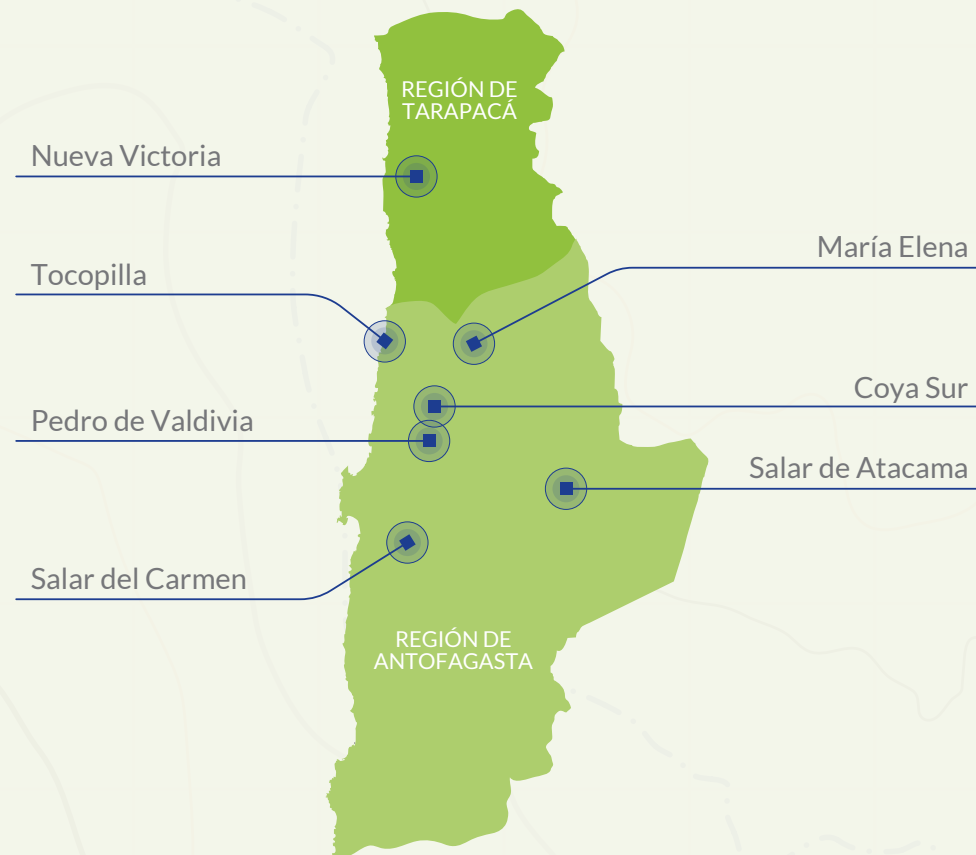 REGIÓN DE
TARAPACÁ
Nueva Victoria
María Elena
Tocopilla
Coya Sur
Pedro de Valdivia
Salar de Atacama
Salar del Carmen
REGIÓN DE
ANTOFAGASTA